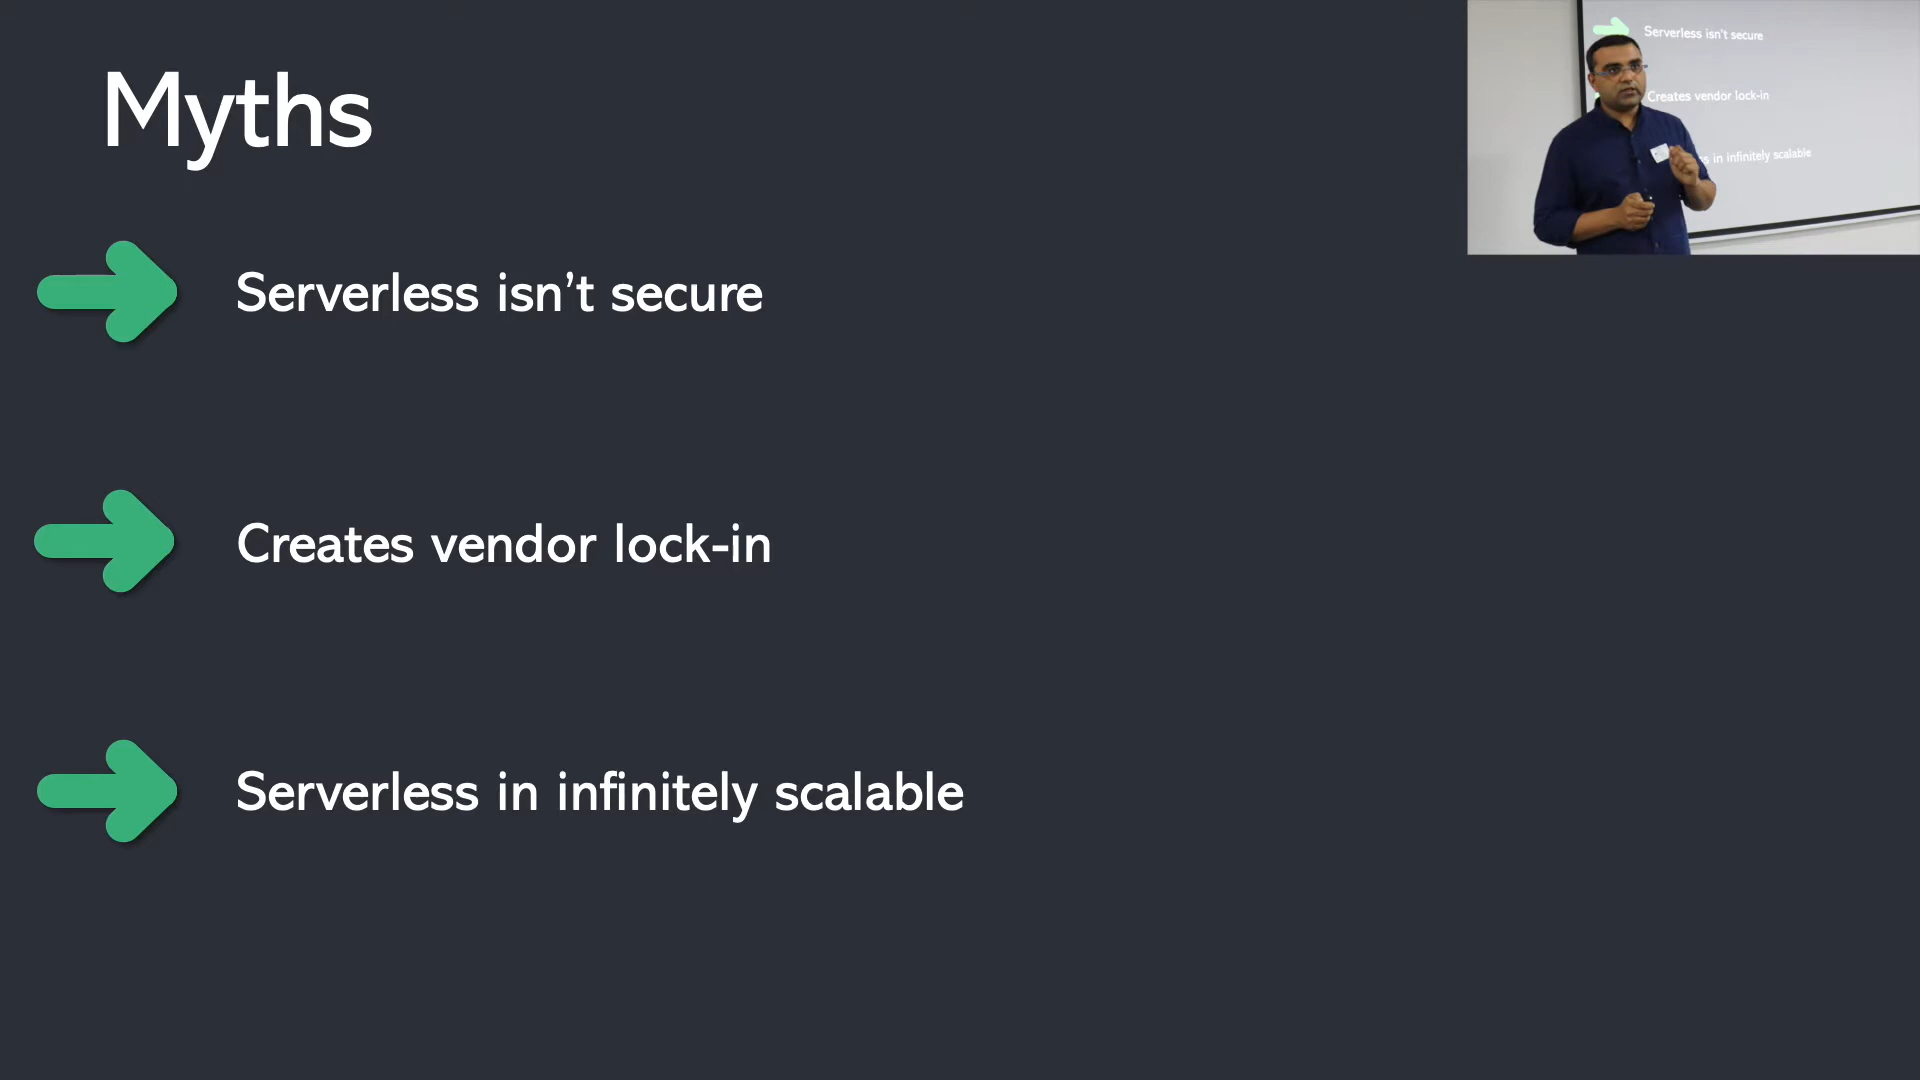 Myths
Serverless isn’t secure
Creates vendor lock-in
Serverless in infinitely scalable
Serverless isn't secure
Creates vendor lock-in
in infinitely scalable